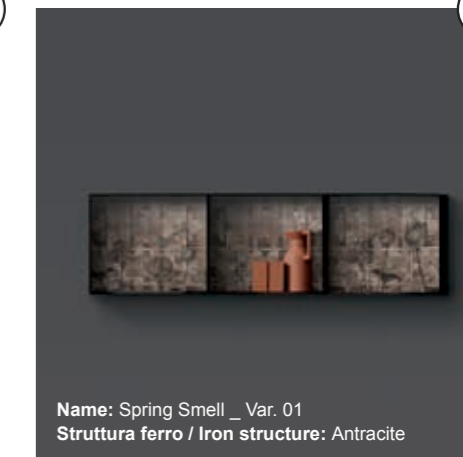 Name: Spring Smell _ Var. 01
Struttura ferro / Iron structure: Antracite